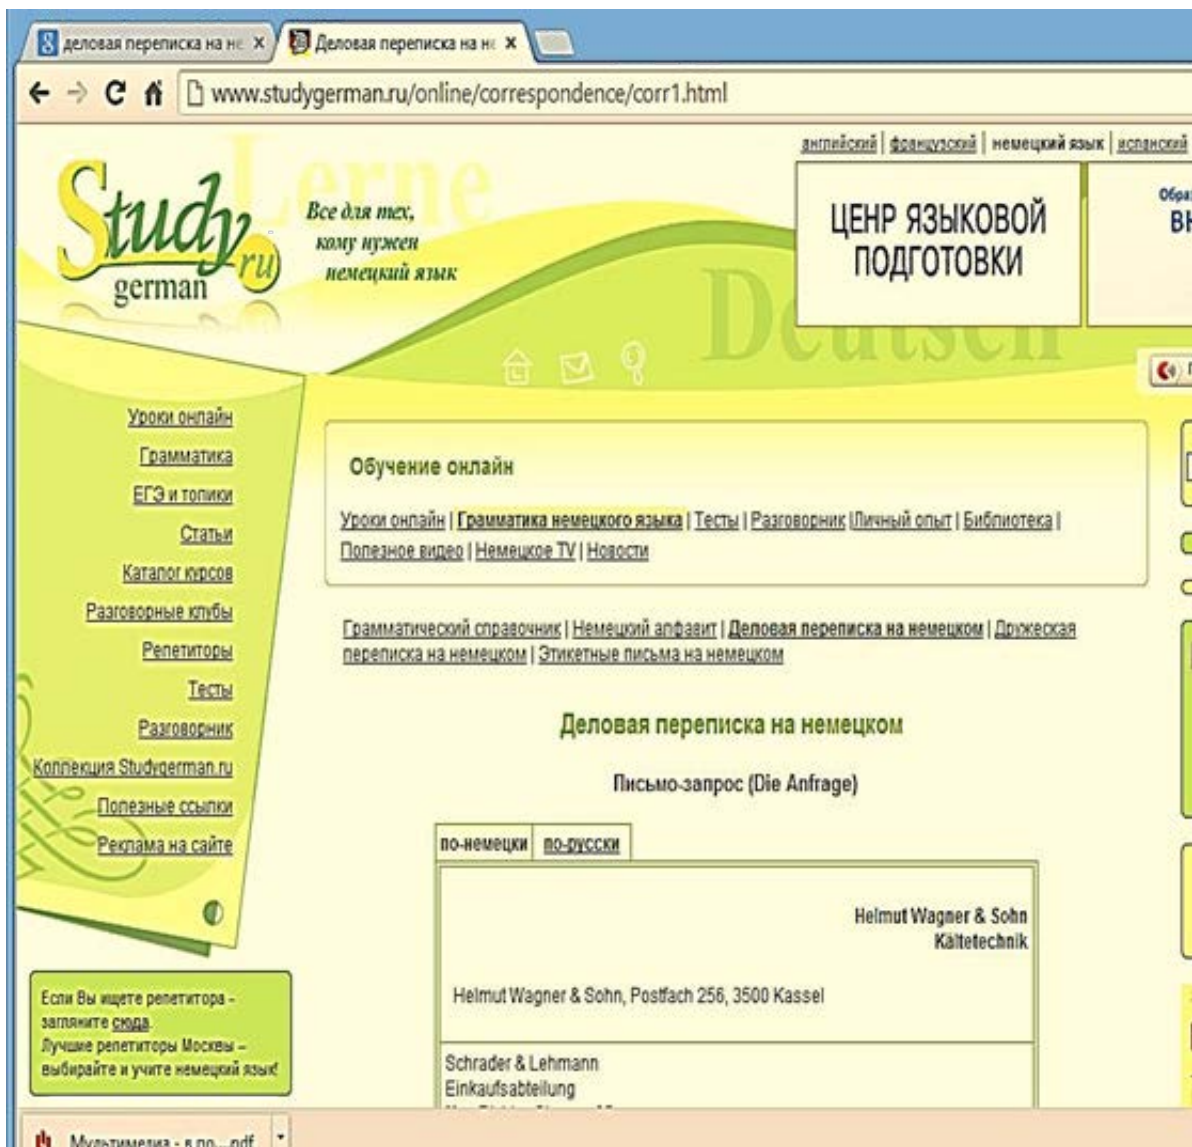 деловая переписка на не
Деловая переписка на не
www.studygerman.ru/online/correspondence/corr1.html
английский | французский | немецкий язык | испанский
Lerne
Study.ru
german
Все для тех,
кому нужен
немецкий язык
ЦЕНР ЯЗЫКОВОЙ
ПОДГОТОВКИ
Deutsch
Уроки онлайн
Грамматика
ЕГЭ и топики
Статьи
Каталог курсов
Разговорные клубы
Репетиторы
Тесты
Разговорник
Коллекция Studygerman.ru
Полезные ссылки
Реклама на сайте
Если Вы ищете репетитора –
загляните сюда.
Лучшие репетиторы Москвы –
выбирайте и учите немецкий язык!
Обучение онлайн
Уроки онлайн | Грамматика немецкого языка | Тесты | Разговорник | Личный опыт | Библиотека |
Полезное видео | Немецкое TV | Новости
Грамматический справочник | Немецкий алфавит | Деловая переписка на немецком | Дружеская
переписка на немецком | Этикетные письма на немецком
Деловая переписка на немецком
Письмо-запрос (Die Anfrage)
по-немецки по-русски
Helmut Wagner & Sohn
Kältetechnik
Helmut Wagner & Sohn, Postfach 256, 3500 Kassel
Schrader & Lehmann
Einkaufsabteilung
Мультимедиа - в по....pdf